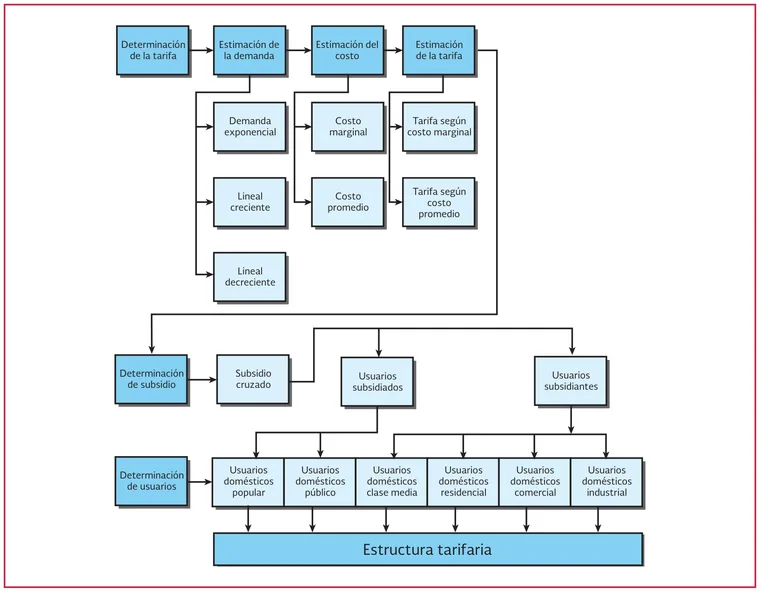 Determinación
de la tarifa
Estimación de
la demanda
Estimación del
costo
Estimación
de la tarifa
Demanda
exponencial
Costo
marginal
Tarifa según
costo marginal
Lineal
creciente
Costo
promedio
Tarifa según
costo
promedio
Lineal
decreciente
Determinación
de subsidio
Subsidio
cruzado
Usuarios
subsidiados
Usuarios
subsidiantes
Determinación
de usuarios
Usuarios
domésticos
popular
Usuarios
domésticos
público
Usuarios
domésticos
clase media
Usuarios
domésticos
residencial
Usuarios
domésticos
comercial
Usuarios
domésticos
industrial
Estructura tarifaria